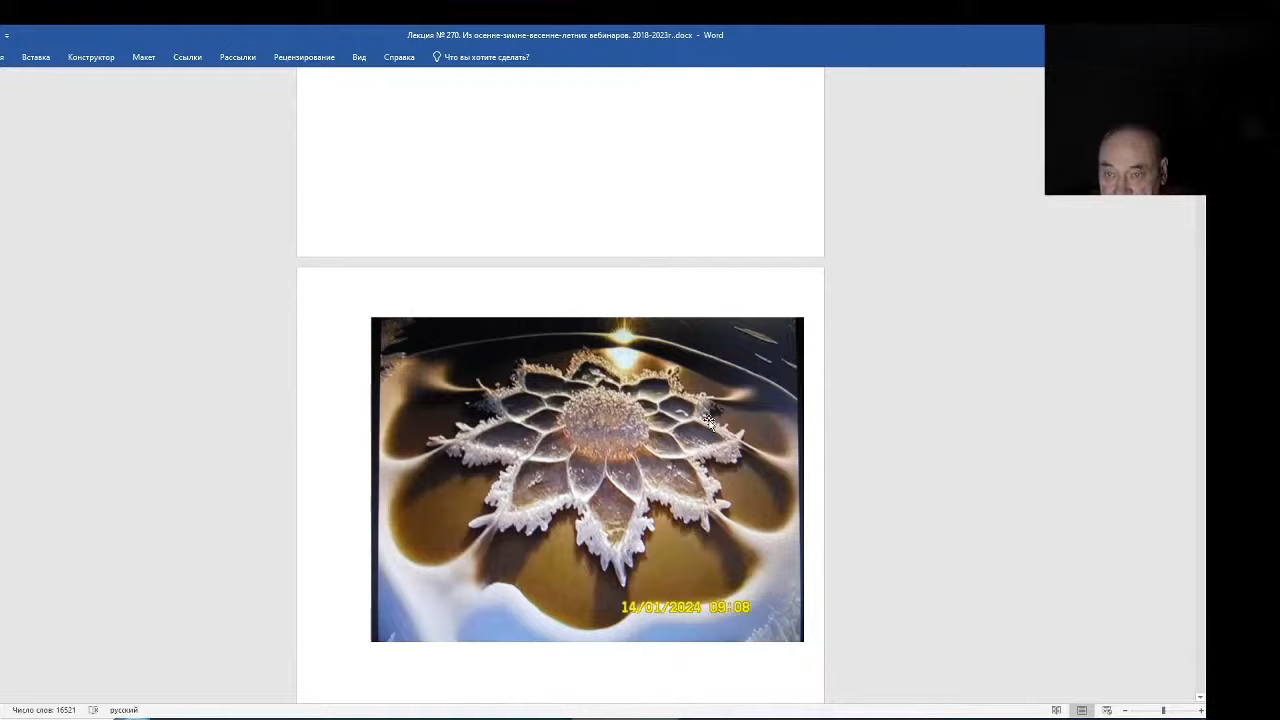 Лекция № 270. Из осенне-зимне-весенне-летних вебинаров. 2018-2023г..docx - Word
Вставка Конструктор Макет Ссылки Рассылки Рецензирование Вид Справка Что вы хотите сделать?
14/01/2024 09:08
Число слов: 16521 русский